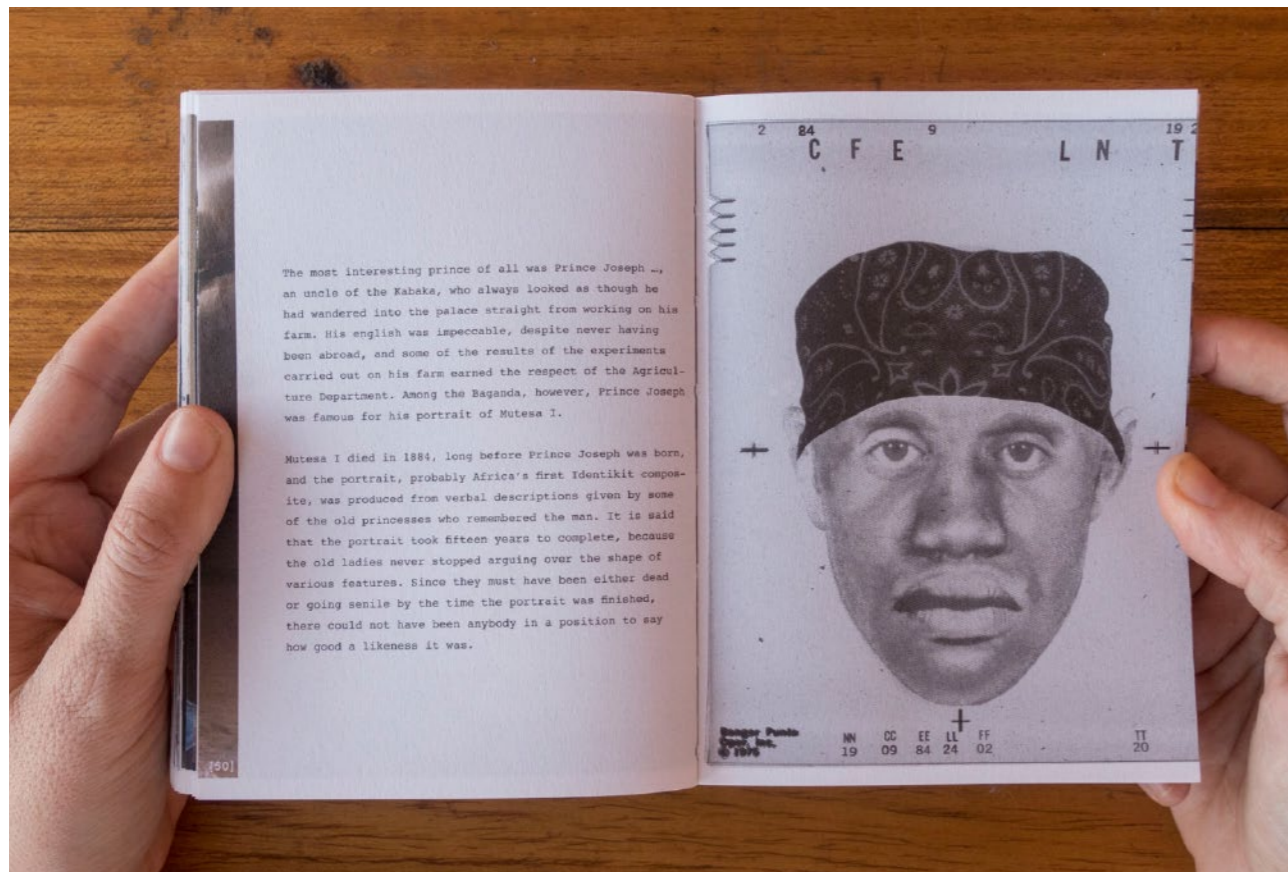 The most interesting prince of all was Prince Joseph …,
an uncle of the Kabaka, who always looked as though he
had wandered into the palace straight from working on his
farm. His english was impeccable, despite never having
been abroad, and some of the results of the experiments
carried out on his farm earned the respect of the Agricul-
ture Department. Among the Baganda, however, Prince Joseph
was famous for his portrait of Mutesa I.
Mutesa I died in 1884, long before Prince Joseph was born,
and the portrait, probably Africa's first Identikit compos-
ite, was produced from verbal descriptions given by some
of the old princesses who remembered the man. It is said
that the portrait took fifteen years to complete, because
the old ladies never stopped arguing over the shape of
various features. Since they must have been either dead
or going senile by the time the portrait was finished,
there could not have been anybody in a position to say
how good a likeness it was.
[50]
2 84 9 19 2
C F E L N T
NN CC EE LL FF TT
19 09 84 24 02 20
Inc.
© 1975